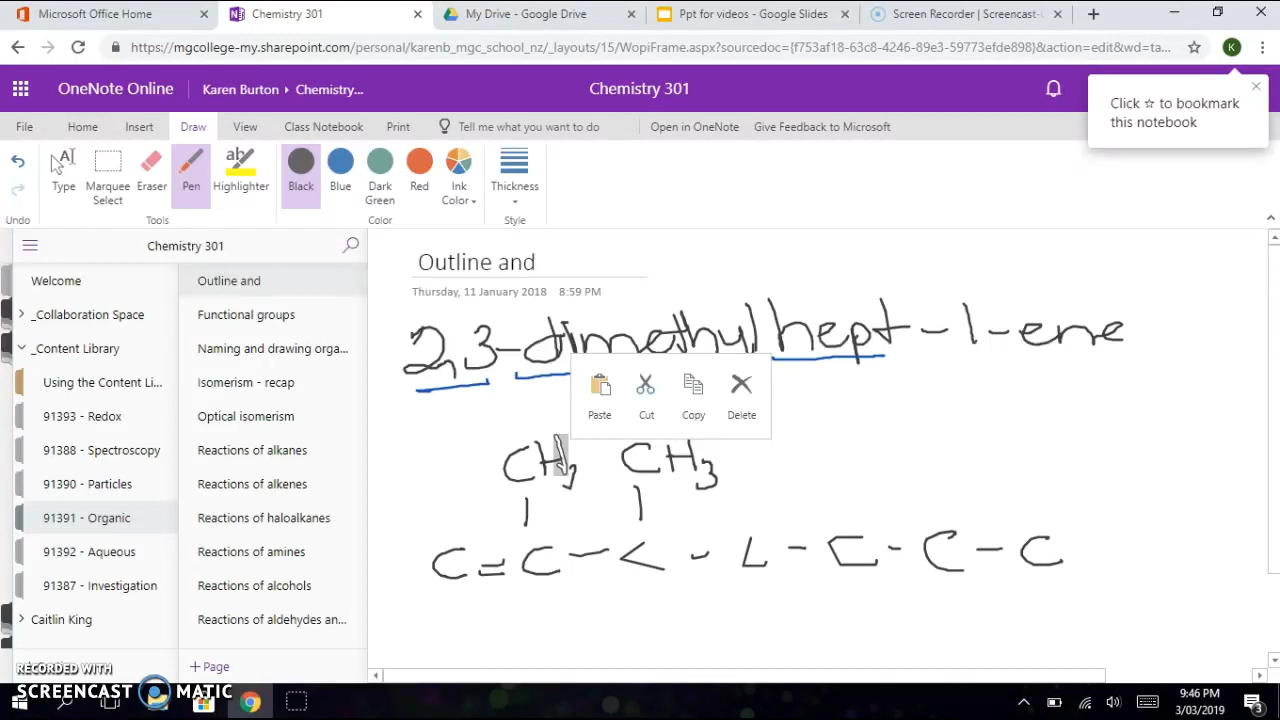 Microsoft Office Home
Chemistry 301
My Drive - Google Drive
Ppt for videos - Google Slides
Screen Recorder | Screencast-
https://mgcollege-my.sharepoint.com/personal/karenb_mgc_school_nz/_layouts/15/WopiFrame.aspx?sourcedoc={f753af18-63c8-4246-89e3-59773efde898}&action=edit&wd=ta...
K
OneNote Online
Karen Burton › Chemistry...
Chemistry 301
Click ☆ to bookmark
this notebook
File Home Insert Draw View Class Notebook Print Tell me what you want to do Open in OneNote Give Feedback to Microsoft
Type Marquee Select Eraser Pen Highlighter Black Blue Dark Green Red Ink Color Thickness
Undo Tools Color Style
Chemistry 301
Welcome
_Collaboration Space
_Content Library
Using the Content Li...
91393 - Redox
91388 - Spectroscopy
91390 - Particles
91391 - Organic
91392 - Aqueous
91387 - Investigation
Caitlin King
Outline and
Functional groups
Naming and drawing orga...
Isomerism - recap
Optical isomerism
Reactions of alkanes
Reactions of alkenes
Reactions of haloalkanes
Reactions of amines
Reactions of alcohols
Reactions of aldehydes an...
+ Page
Outline and
Thursday, 11 January 2018 8:59 PM
2,3-dimethylhept-1-ene
Paste Cut Copy Delete
CH3 CH3
C=C-C-C-C-C-C
RECORDED WITH
SCREENCAST MATIC
9:46 PM
3/03/2019
3